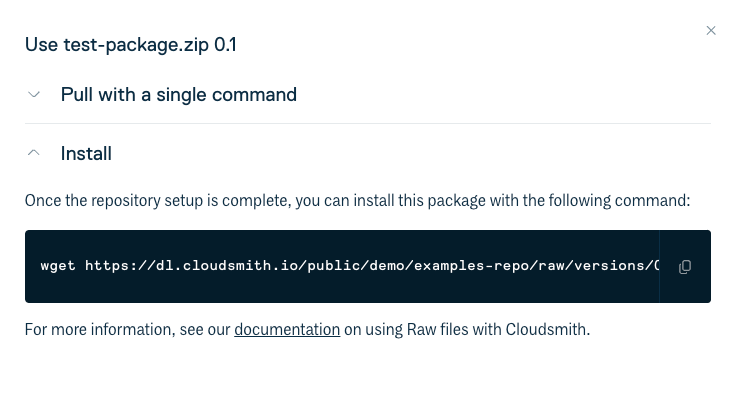 Use test-package.zip 0.1
Pull with a single command
Install
Once the repository setup is complete, you can install this package with the following command:
wget https://dl.cloudsmith.io/public/demo/examples-repo/raw/versions/
For more information, see our documentation on using Raw files with Cloudsmith.